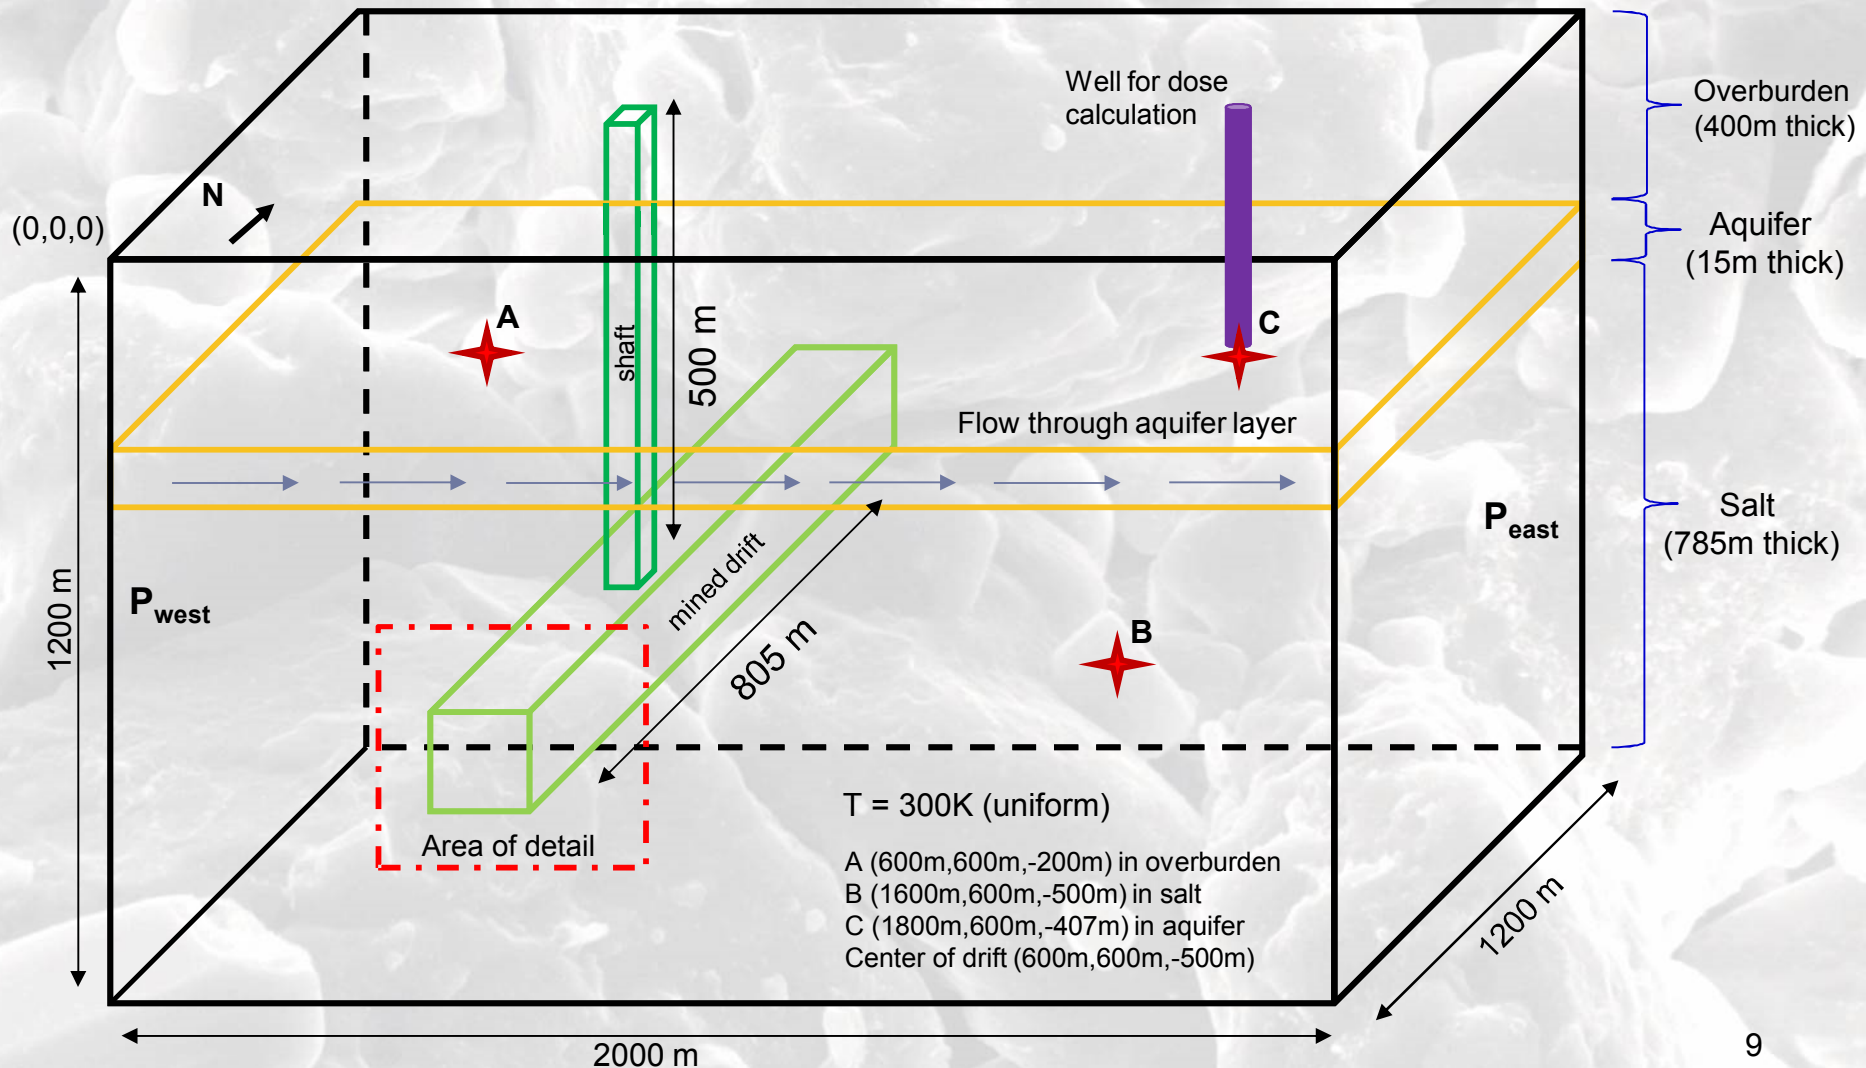 Well for dose
calculation
Overburden
(400m thick)
N
(0,0,0)
Aquifer
(15m thick)
A
C
shaft
500 m
Flow through aquifer layer
Salt
(785m thick)
P east
mined drift
1200 m
P west
B
805 m
T = 300K (uniform)
Area of detail
A (600m,600m,-200m) in overburden
B (1600m,600m,-500m) in salt
C (1800m,600m,-407m) in aquifer
Center of drift (600m,600m,-500m)
1200 m
2000 m
9